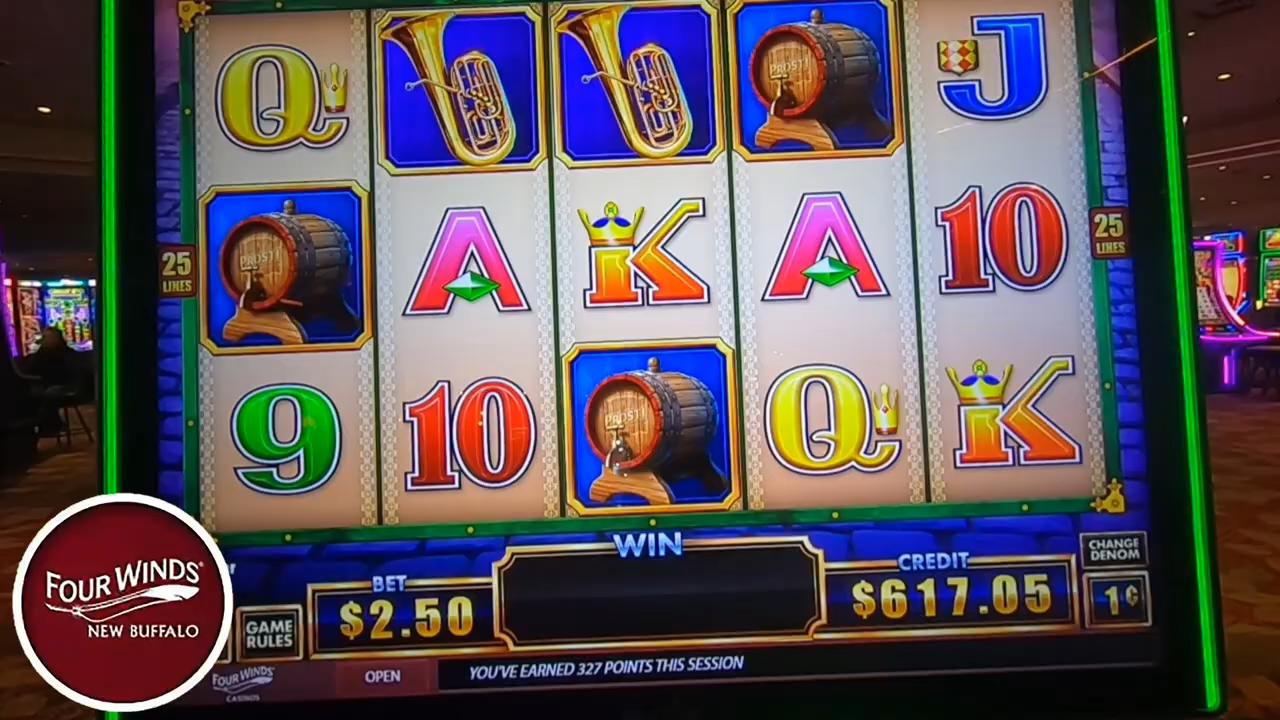 Q
PROST!
J
25
LINES
PROST!
A
K
A
10
25
LINES
9
10
PROST!
Q
K
WIN
BET
$2.50
CREDIT
$617.05
CHANGE
DENOM
1¢
GAME
RULES
FOUR WINDS®
NEW BUFFALO
FOUR WINDS
CASINOS
OPEN
YOU'VE EARNED 327 POINTS THIS SESSION